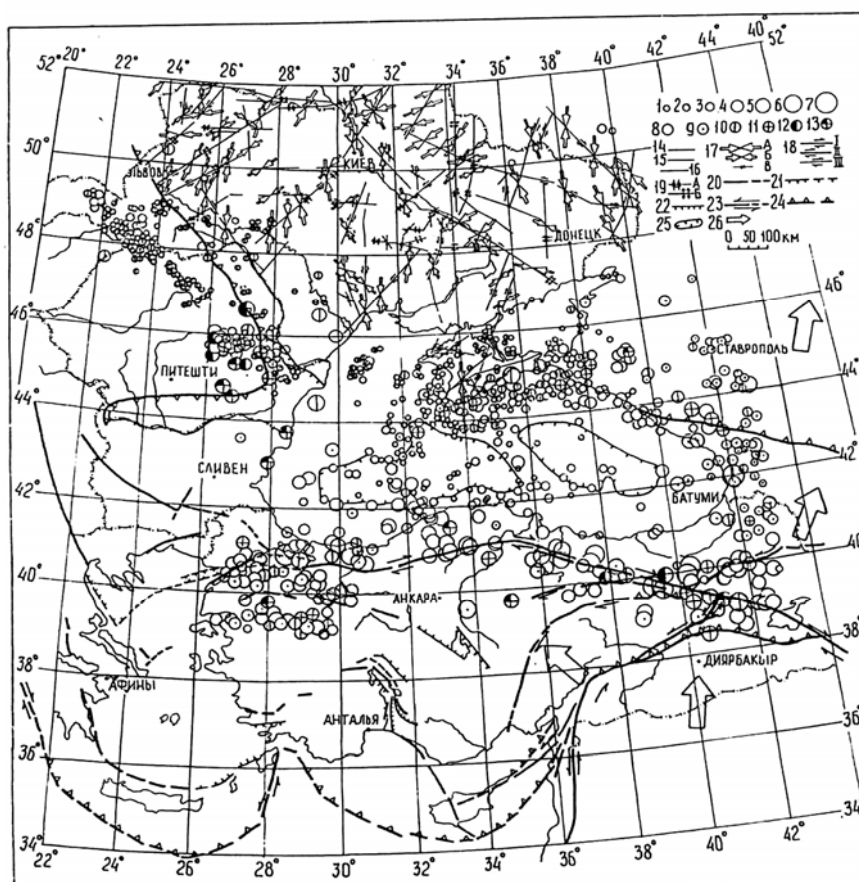 20° 22° 24° 26° 28° 30° 32° 34° 36° 38° 40°
52° 42° 44° 52°
1 2 3 4 5 6 7
8 9 10 11 12 13
14 17 А 18 I
15 Б
16 В III
19 А 20 21
Б
22 23 24
25 26
0 50 100 КМ
50°
КИЕВ
ЛЬВОВ
48°
ДОНЕЦК
46°
46°
СТАВРОПОЛЬ
ПИТЕШТИ
44°
44°
42°
СЛИВЕН
42°
БАТУМИ
40°
40°
АНКАРА
38°
38°
ДИЯРБАКЫР
АФИНЫ
36°
АНТАЛЬЯ
36°
34°
34°
22° 24° 26° 28° 30° 32° 34° 36° 38° 40° 42°